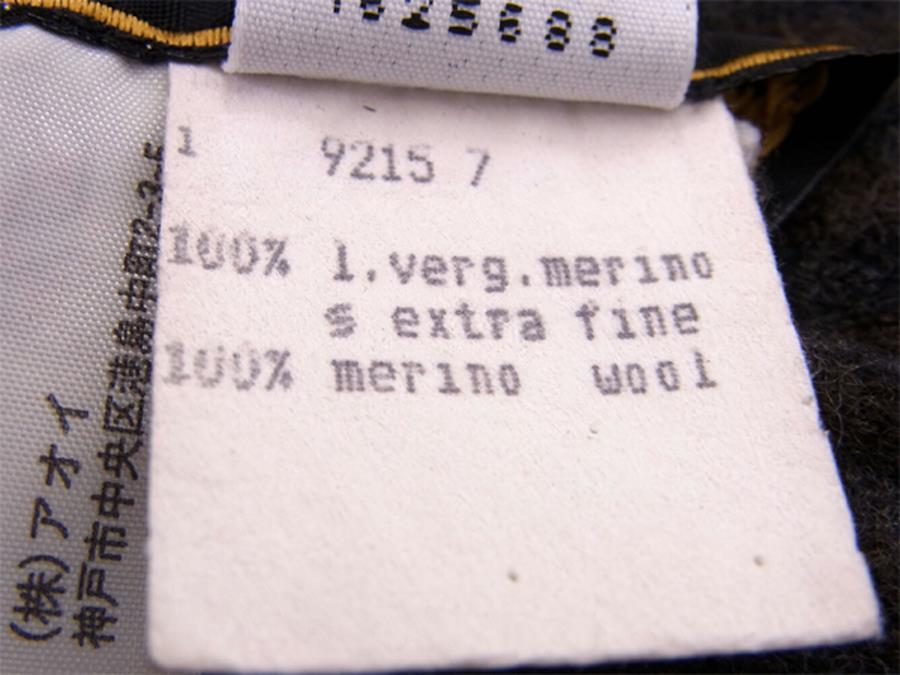 1 9215 7
100% l.verg.merino
s extra fine
100% merino wool
(株)アオイ
神戸市中央区港島中町2-3-5